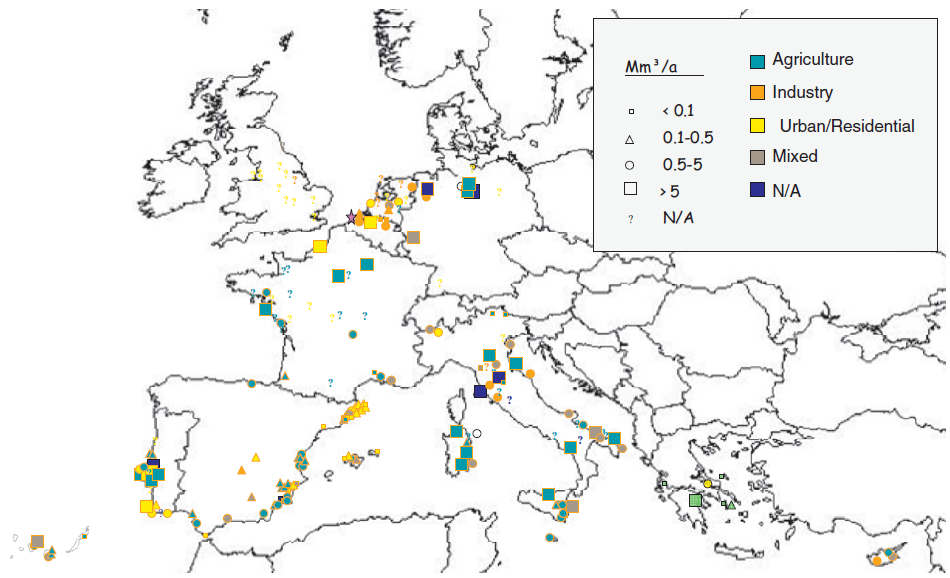 Mm³/a
< 0.1
0.1-0.5
0.5-5
> 5
? N/A
Agriculture
Industry
Urban/Residential
Mixed
N/A